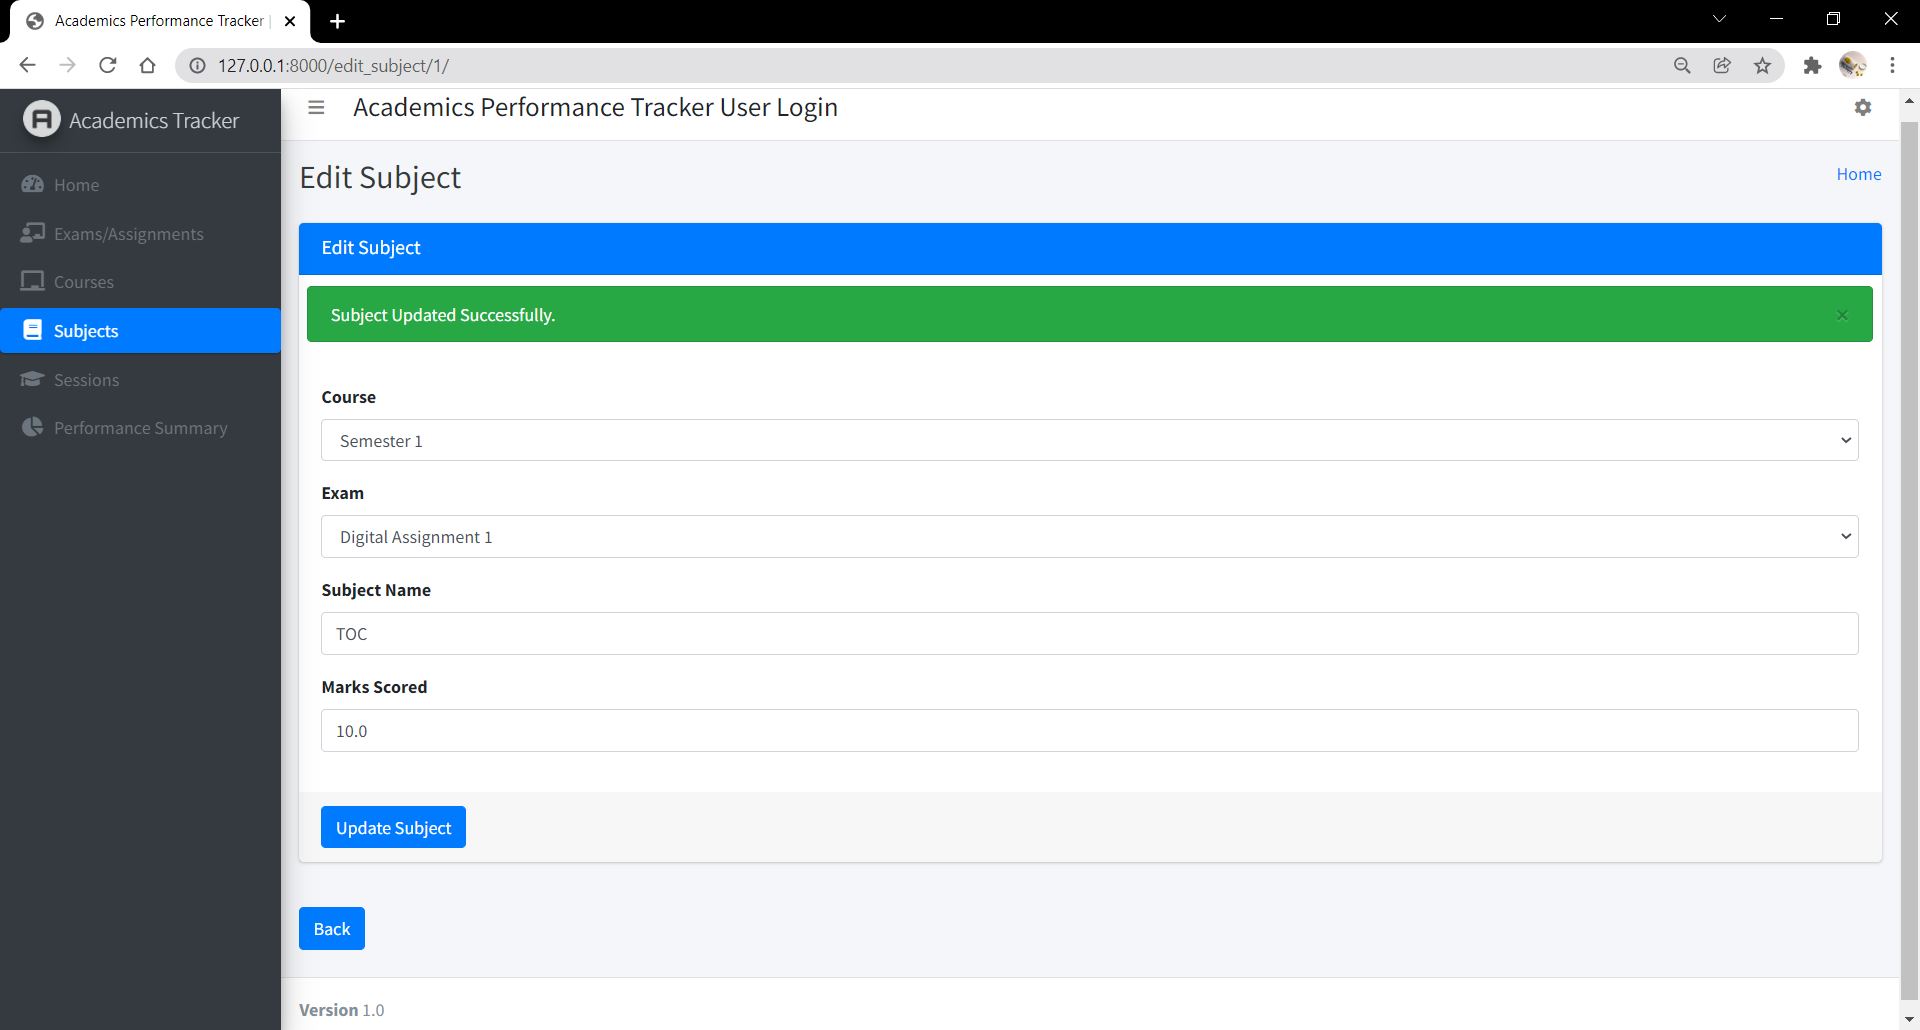 Academics Performance Tracker |
127.0.0.1:8000/edit_subject/1/
A Academics Tracker
Academics Performance Tracker User Login
Home
Exams/Assignments
Courses
Subjects
Sessions
Performance Summary
Edit Subject
Home
Edit Subject
Subject Updated Successfully.
×
Course
Semester 1
Exam
Digital Assignment 1
Subject Name
TOC
Marks Scored
10.0
Update Subject
Back
Version 1.0